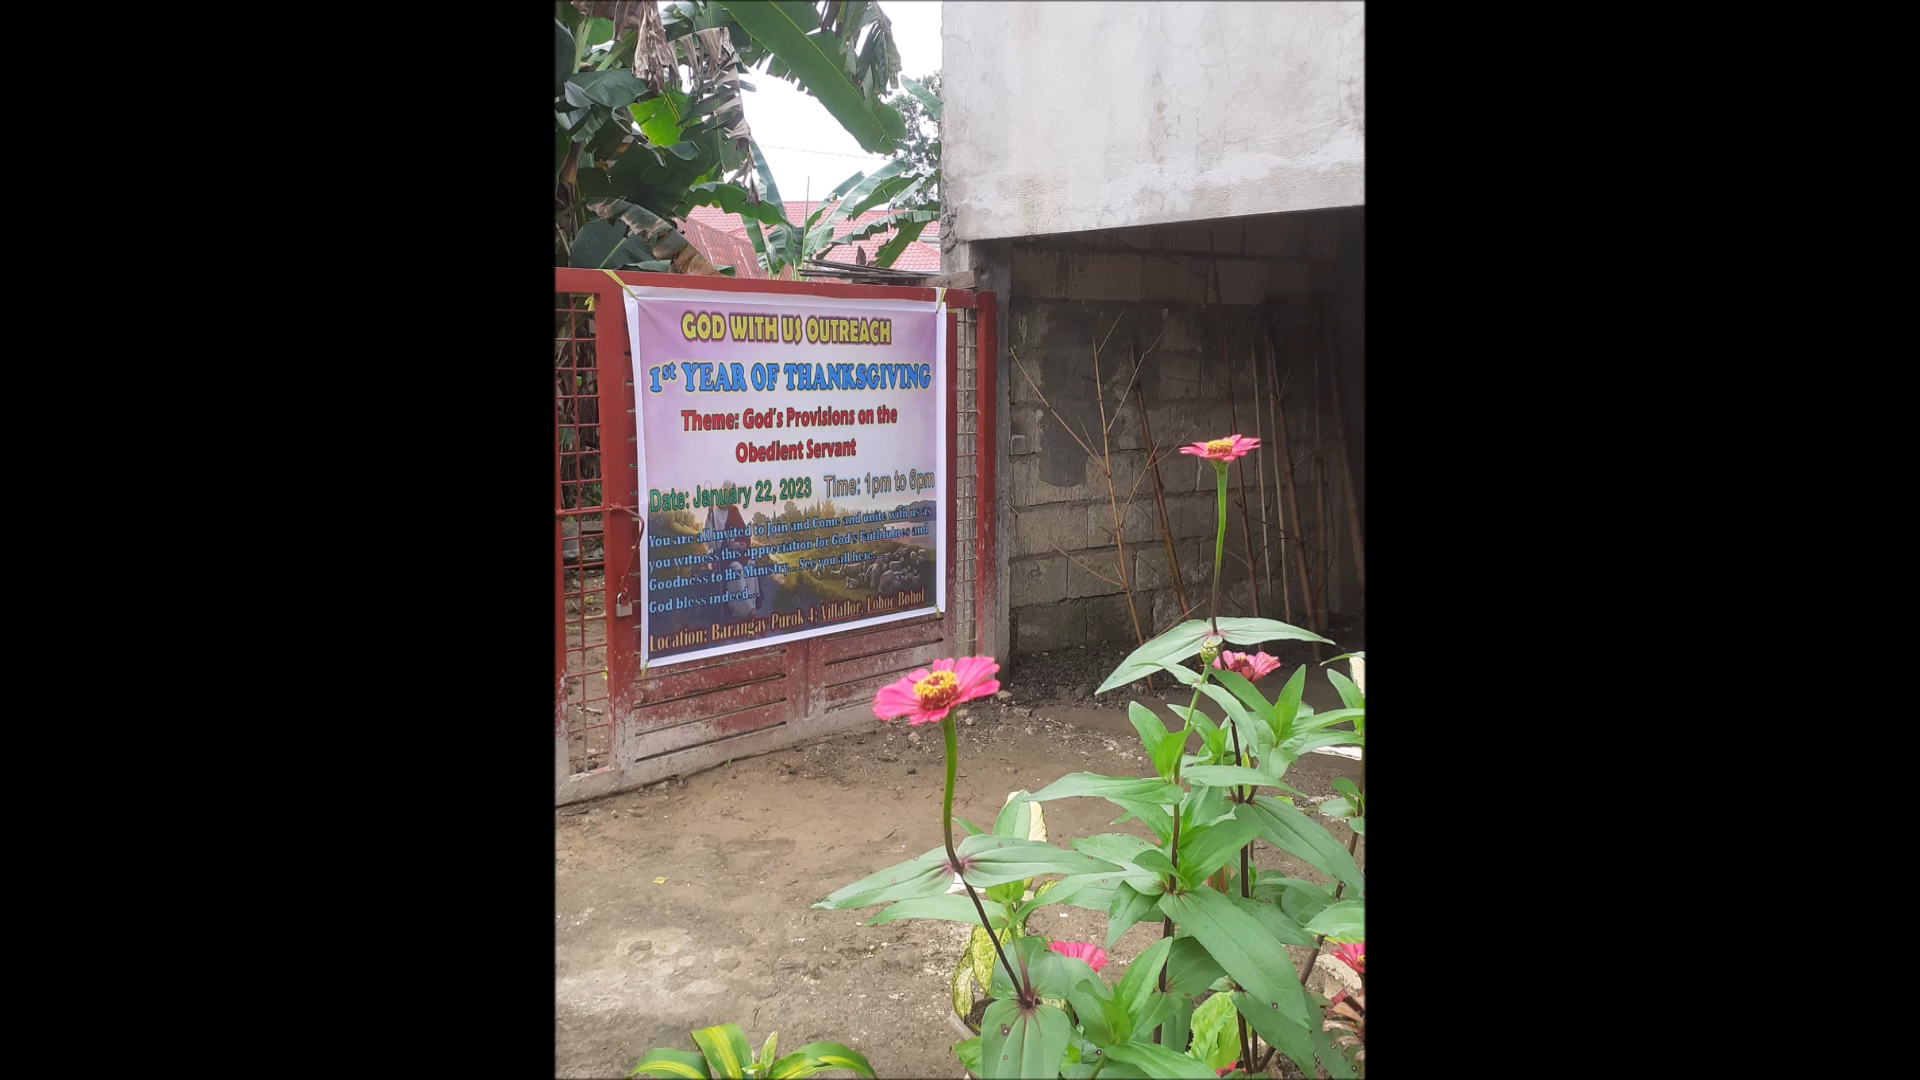 GOD WITH US OUTREACH
1st YEAR OF THANKSGIVING
Theme: God's Provisions on the
Obedient Servant
Date: January 22, 2023 Time: 1pm to 6pm
You are all invited to Join and Come and unite with us as
you witness this appreciation for God's Faithfulnes and
Goodness to His Ministry... See you all here...
God bless indeed...
Location: Barangay Purok 4; Villaflor, Loboc Bohol